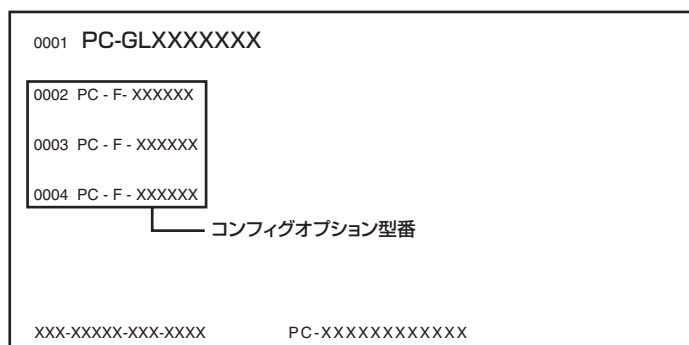 0001 PC-GLXXXXXXX
0002 PC - F- XXXXXX
0003 PC - F - XXXXXX
0004 PC - F - XXXXXX
コンフィグオプション型番
XXX-XXXXX-XXX-XXXX PC-XXXXXXXXXXXX